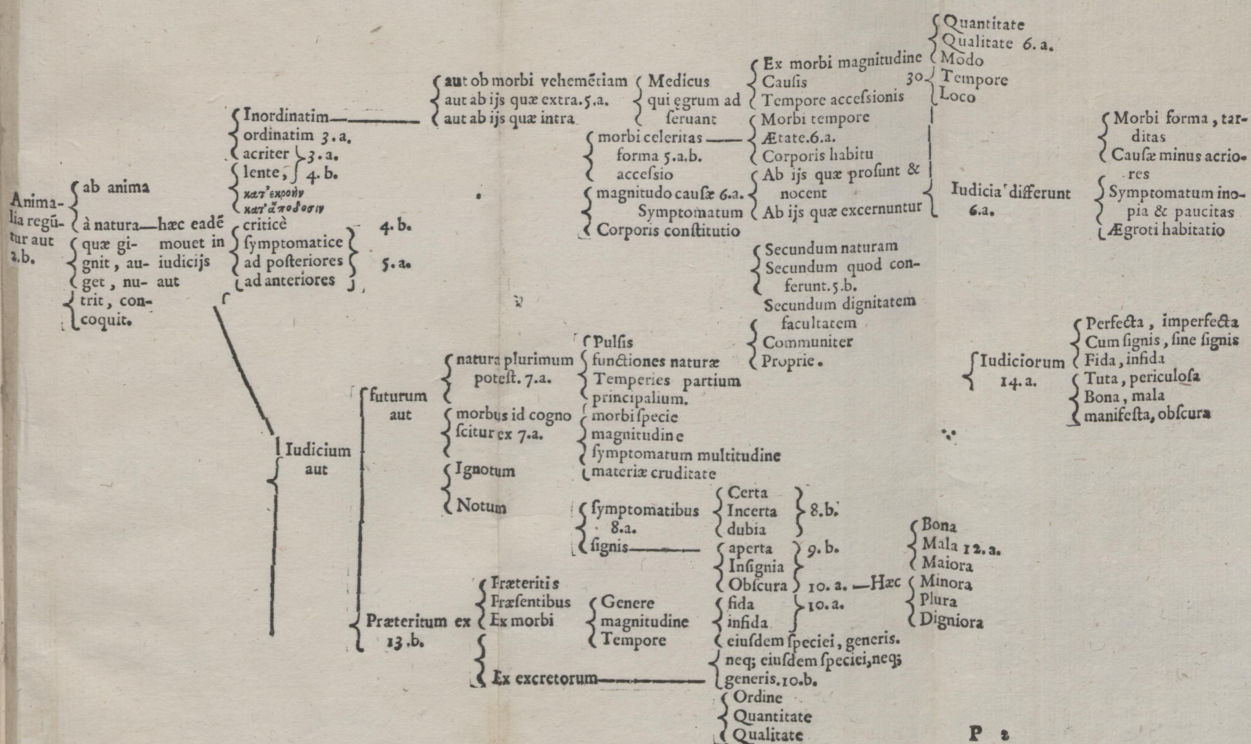 Anima-
lia regū-
tur aut
2.b.
ab anima
à natura—hæc eadē
quæ gi- mouet in
gnit, au- iudicijs
get, nu- aut
trit, con-
coquit.
Inordinatim
ordinatim 3.a.
acriter 3.a.
lente, 4.b.
criticè
ſymptomatice
ad poſteriores
ad anteriores
4.b.
5.a.
aut ob morbi vehemētiam
aut ab ijs quæ extra.5.a.
aut ab ijs quæ intra
Medicus
qui ęgrum ad
ſeruant
morbi celeritas
forma 5.a.b.
acceſsio
magnitudo cauſæ 6.a.
Symptomatum
Corporis conſtitutio
Ex morbi magnitudine
Cauſis 30
Tempore acceſsionis
Morbi tempore
Ætate.6.a.
Corporis habitu
Ab ijs quæ proſunt &
nocent
Ab ijs quæ excernuntur
Quantitate
Qualitate 6.a.
Modo
Tempore
Loco
Iudicia differunt
6.a.
Morbi forma, tar-
ditas
Cauſæ minus acrio-
res
Symptomatum ino-
pia & paucitas
Ægroti habitatio
Secundum naturam
Secundum quod con-
ferunt.5.b.
Secundum dignitatem
facultatem
Communiter
Proprie.
Iudiciorum
14.a.
Perfecta, imperfecta
Cum ſignis, ſine ſignis
Fida, infida
Tuta, periculoſa
Bona, mala
manifeſta, obſcura
Iudicium
aut
futurum
aut
natura plurimum
poteſt. 7.a.
morbus id cogno
ſcitur ex 7.a.
Ignotum
Notum
Pulſis
functiones naturæ
Temperies partium
principalium.
morbi ſpecie
magnitudine
ſymptomatum multitudine
materiæ cruditate
ſymptomatibus
8.a.
ſignis
Certa
Incerta
dubia
8.b.
aperta
Inſignia
Obſcura
9.b.
10.a.—Hæc
fida
infida
10.a.
eiuſdem ſpeciei, generis.
neq; eiuſdem ſpeciei,neq;
generis.10.b.
Bona
Mala 12.a.
Maiora
Minora
Plura
Digniora
Præteritum ex
13.b.
Præteritis
Præſentibus
Ex morbi
Genere
magnitudine
Tempore
Ex excretorum
Ordine
Quantitate
Qualitate
P 2